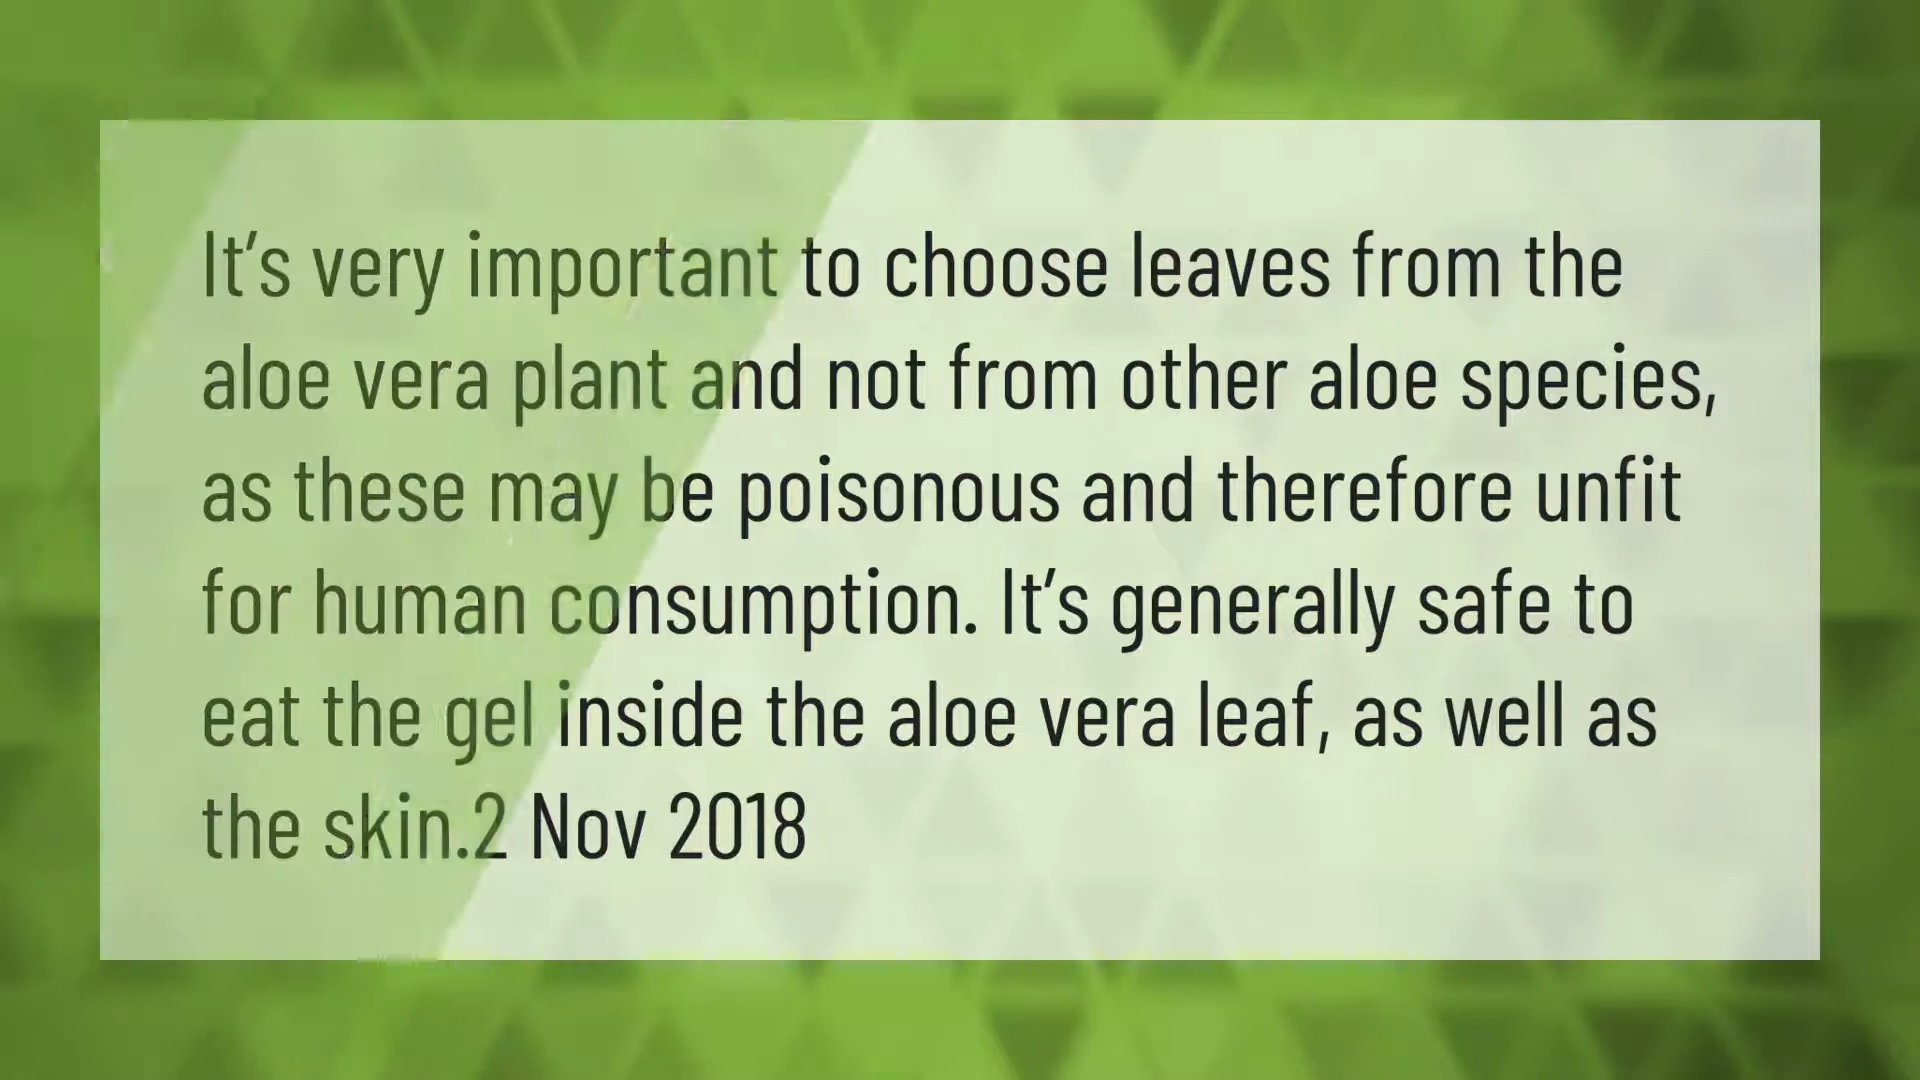 It’s very important to choose leaves from the
aloe vera plant and not from other aloe species,
as these may be poisonous and therefore unfit
for human consumption. It’s generally safe to
eat the gel inside the aloe vera leaf, as well as
the skin.2 Nov 2018